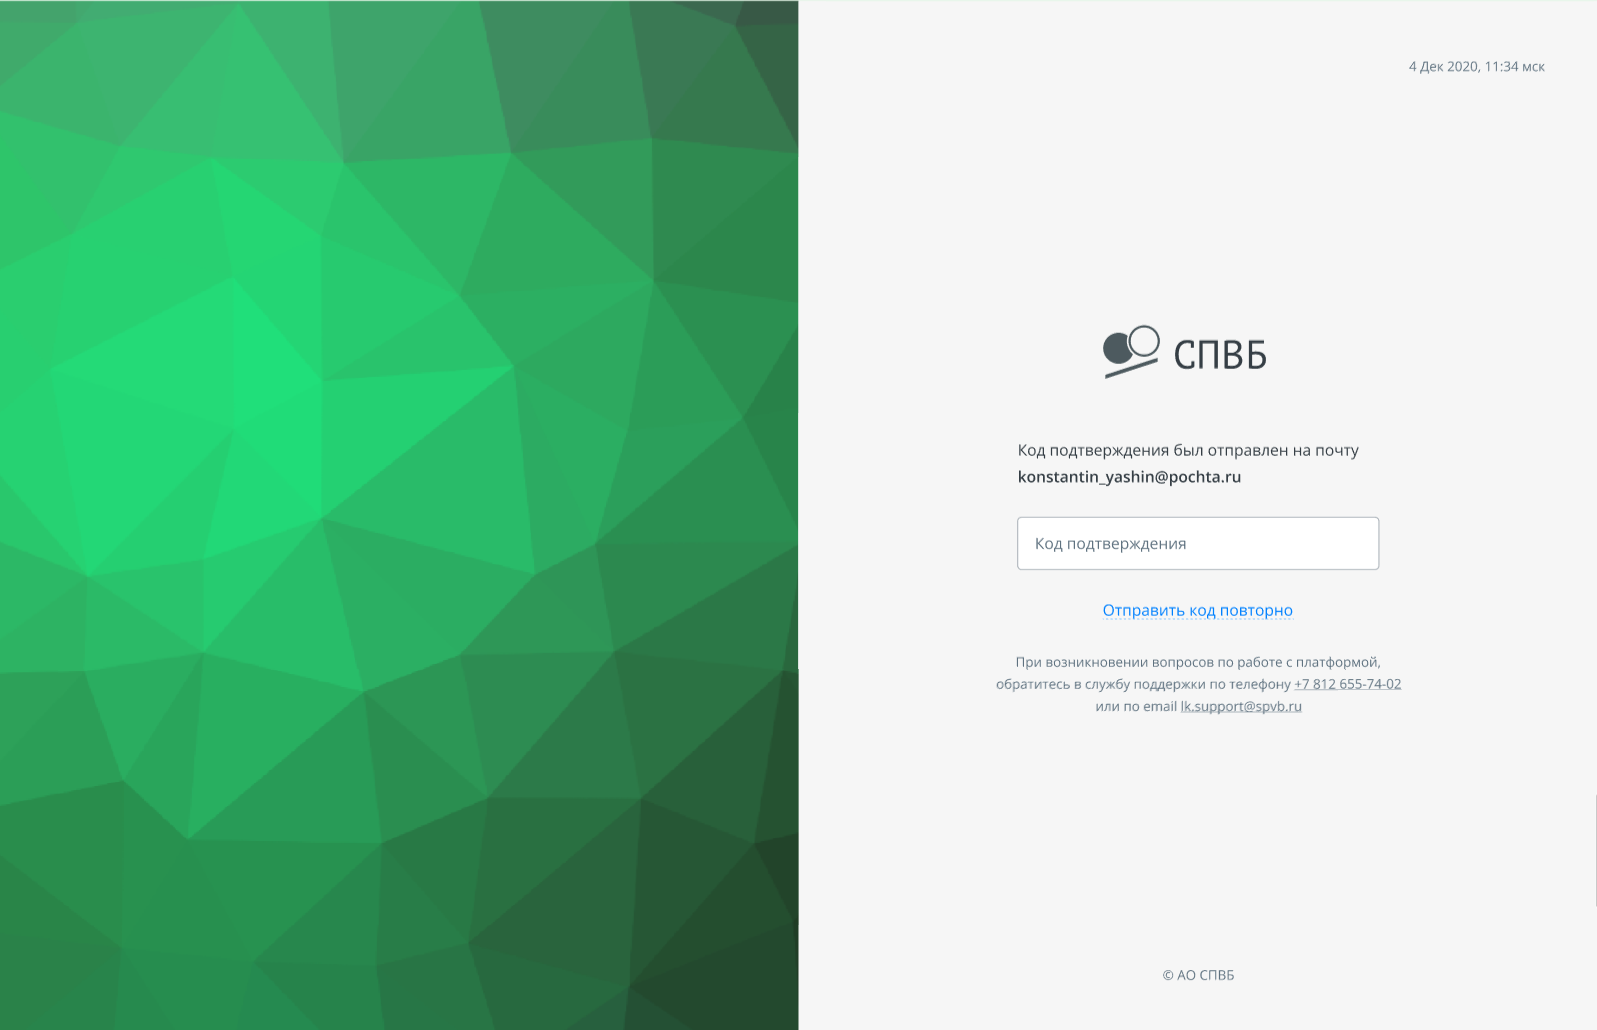 4 Дек 2020, 11:34 мск
СПВБ
Код подтверждения был отправлен на почту
konstantin_yashin@pochta.ru
Код подтверждения
Отправить код повторно
При возникновении вопросов по работе с платформой,
обратитесь в службу поддержки по телефону +7 812 655-74-02
или по email lk.support@spvb.ru
© АО СПВБ